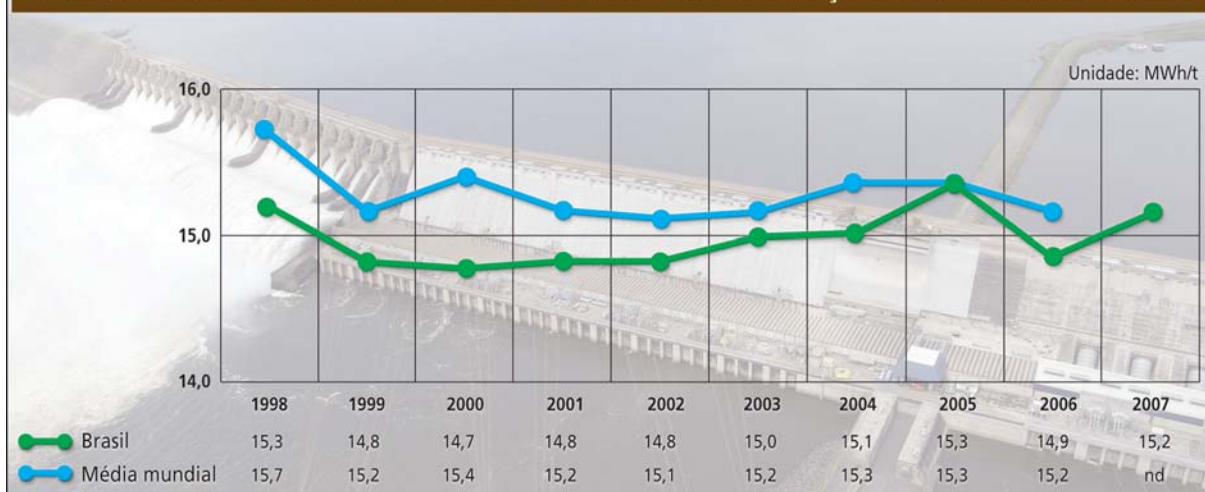 Unidade: MWh/t
16,0
15,0
14,0
1998 1999 2000 2001 2002 2003 2004 2005 2006 2007
Brasil 15,3 14,8 14,7 14,8 14,8 15,0 15,1 15,3 14,9 15,2
Média mundial 15,7 15,2 15,4 15,2 15,1 15,2 15,3 15,3 15,2 nd